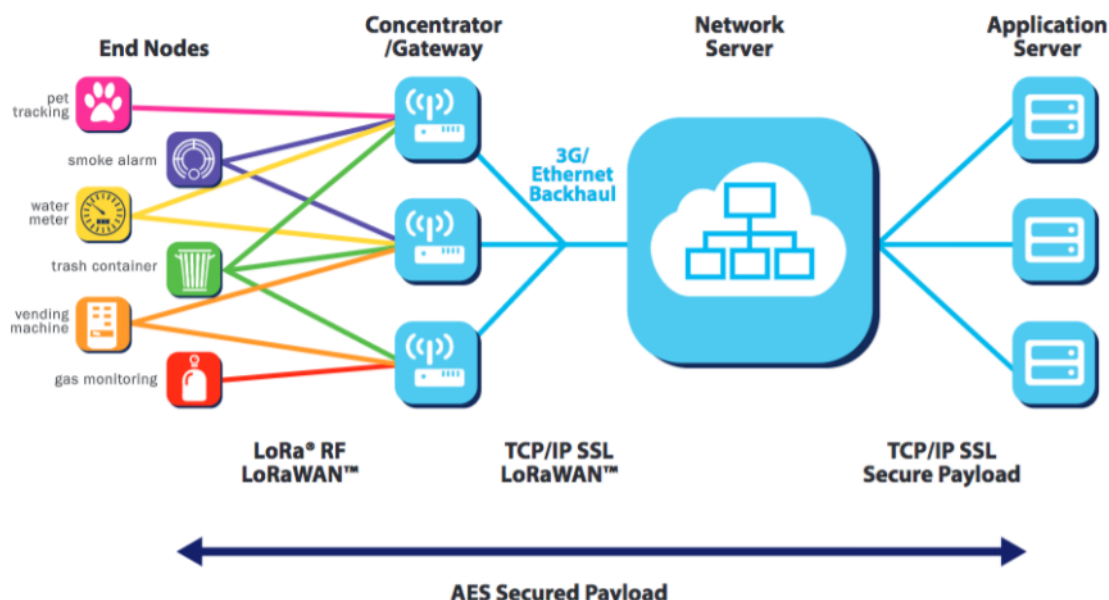 End Nodes
Concentrator
/Gateway
Network
Server
Application
Server
pet
tracking
smoke alarm
water
meter
trash container
vending
machine
gas monitoring
3G/
Ethernet
Backhaul
LoRa® RF
LoRaWAN™
TCP/IP SSL
LoRaWAN™
TCP/IP SSL
Secure Payload
AES Secured Payload